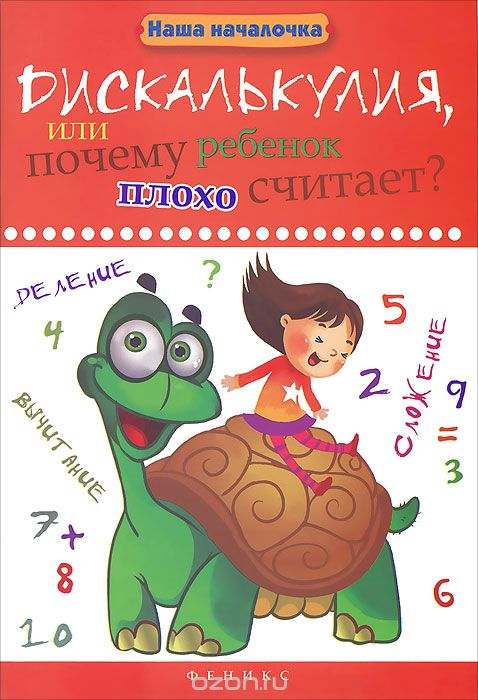 Наша началочка
Дискалькулия,
или
почему ребенок
плохо считает?
деление
?
4
5
2
9
сложение
=
3
вычитание
7 +
8
10
6
ФЕНИКС
ozon.ru